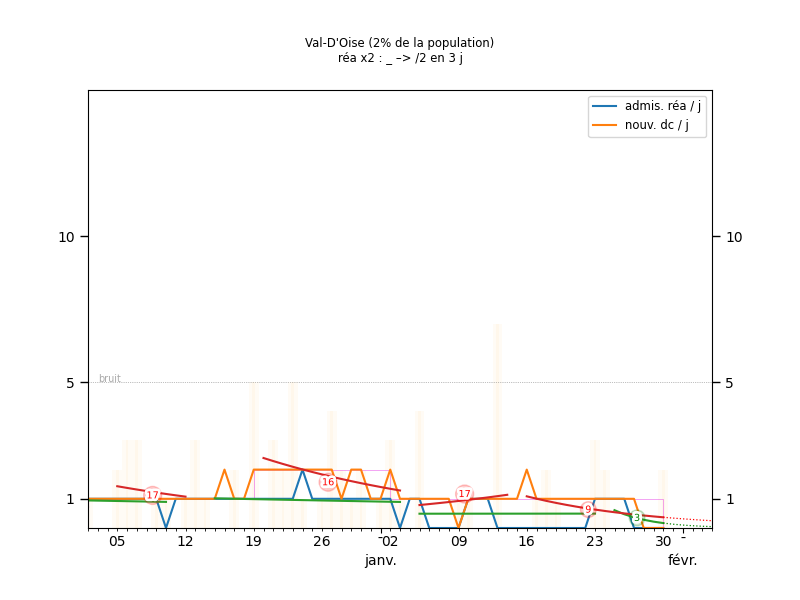 Val-D'Oise (2% de la population)
réa x2 : _ –> /2 en 3 j
admis. réa / j
nouv. dc / j
10
10
bruit
5
5
17
16
17
9
3
1
1
05
12
19
26
02
09
16
23
30
janv.
févr.